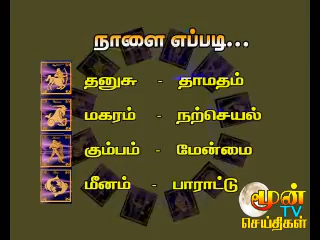 நாளை எப்படி...
தனுசு - தாமதம்
மகரம் - நற்செயல்
கும்பம் - மேன்மை
மீனம் - பாராட்டு
மூன்
TV
செய்திகள்